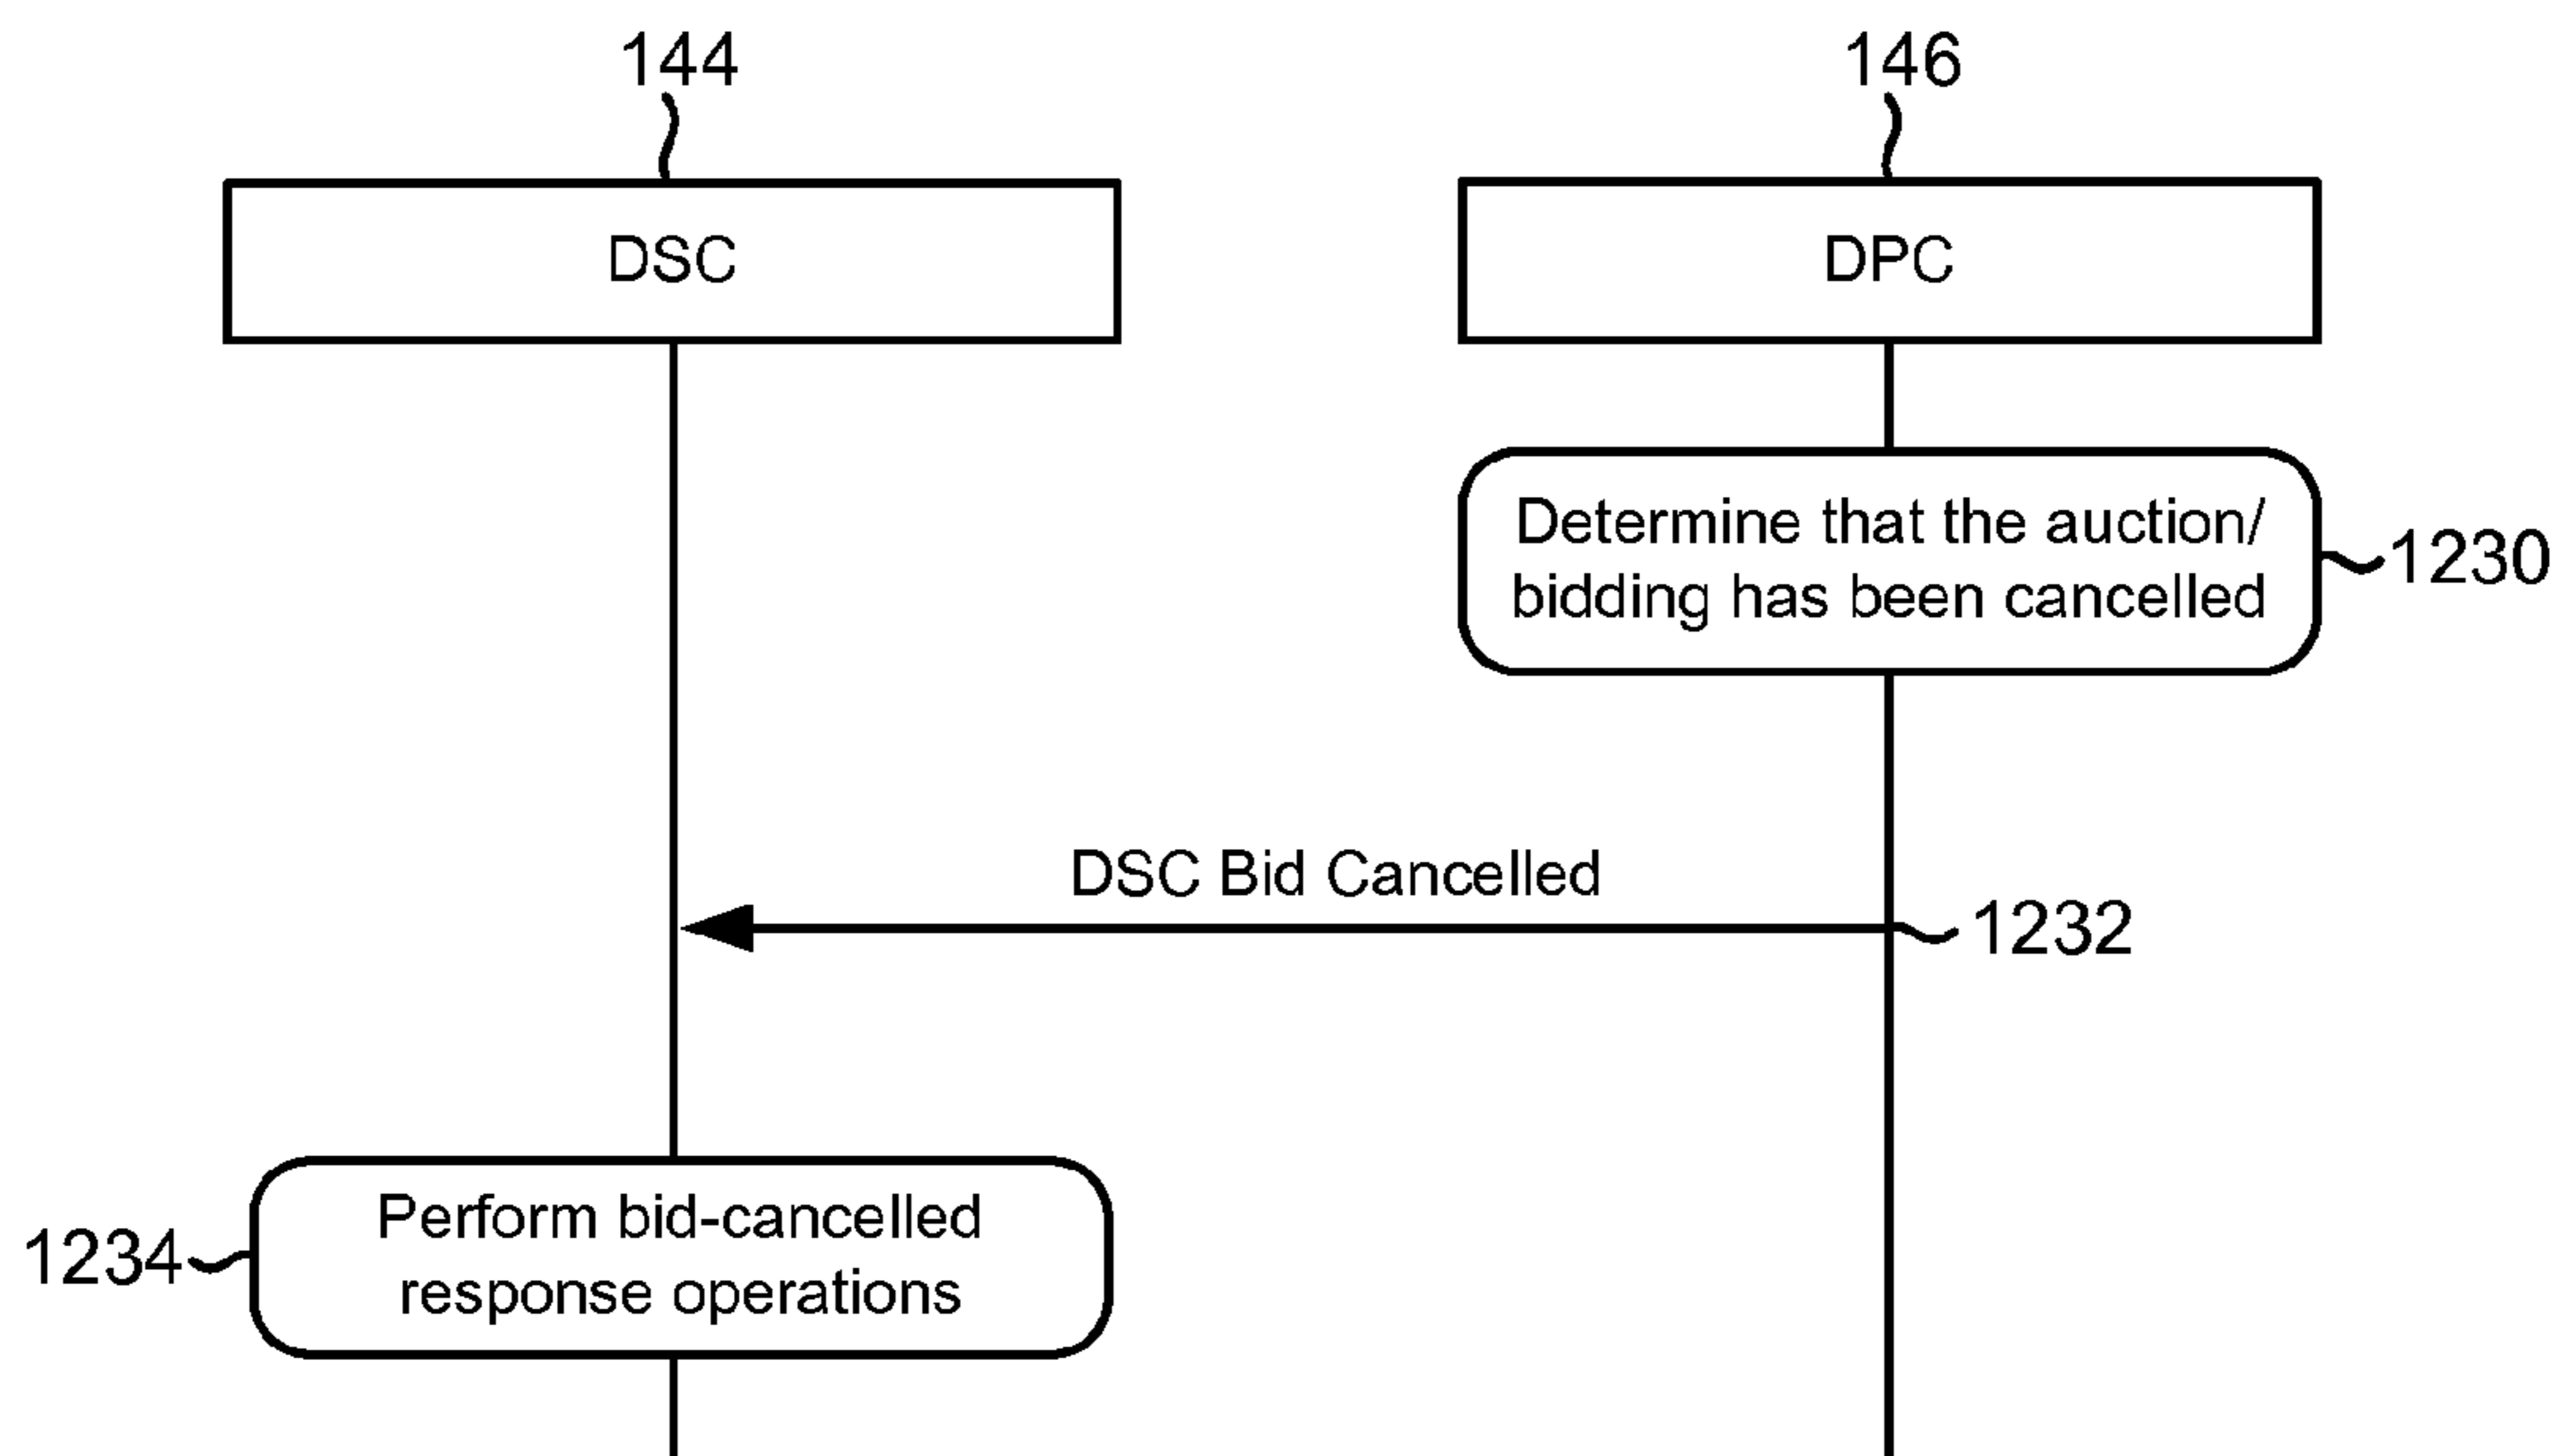 144
146
DSC
DPC
Determine that the auction/
bidding has been cancelled
1230
DSC Bid Cancelled
1232
Perform bid-cancelled
response operations
1234